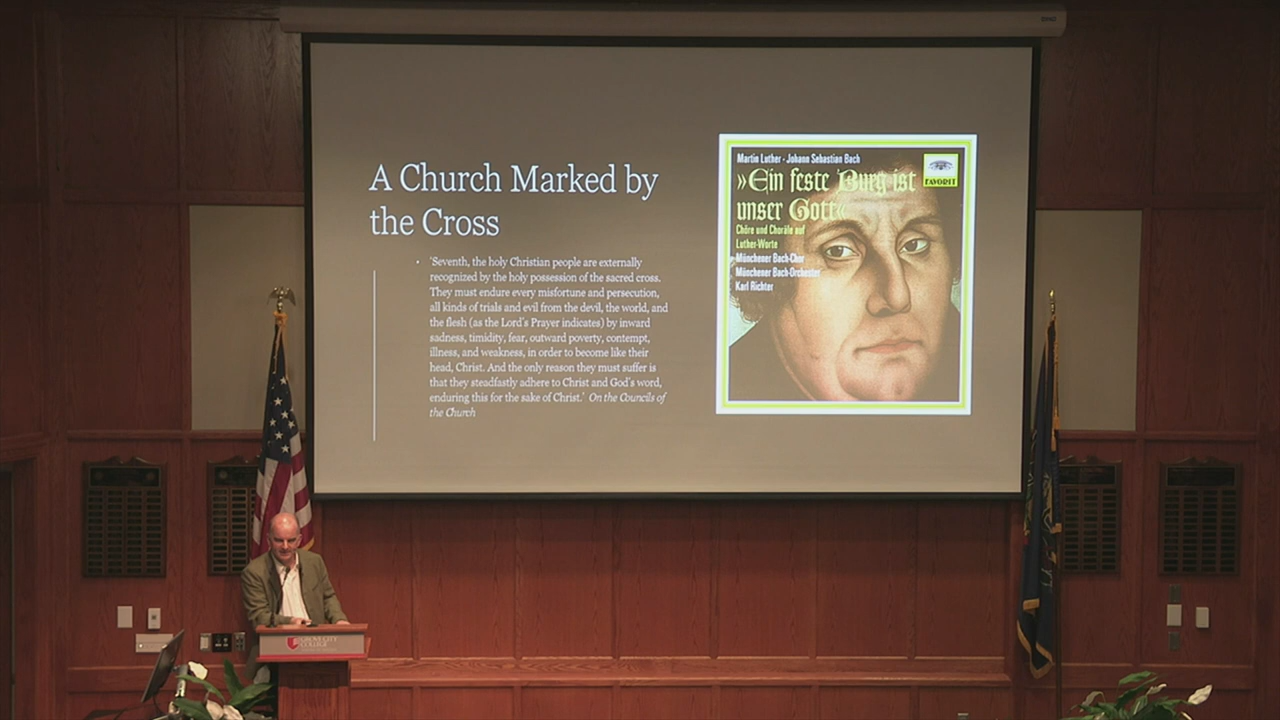 A Church Marked by
the Cross
• 'Seventh, the holy Christian people are externally
recognized by the holy possession of the sacred cross.
They must endure every misfortune and persecution,
all kinds of trials and evil from the devil, the world, and
the flesh (as the Lord's Prayer indicates) by inward
sadness, timidity, fear, outward poverty, contempt,
illness, and weakness, in order to become like their
head, Christ. And the only reason they must suffer is
that they steadfastly adhere to Christ and God's word,
enduring this for the sake of Christ.' On the Councils of
the Church
Martin Luther · Johann Sebastian Bach
»Ein feste Burg ist
unser Gott«
FAVORIT
Chöre und Choräle auf
Luther-Worte
Münchener Bach-Chor
Münchener Bach-Orchester
Karl Richter
GROVE CITY
COLLEGE